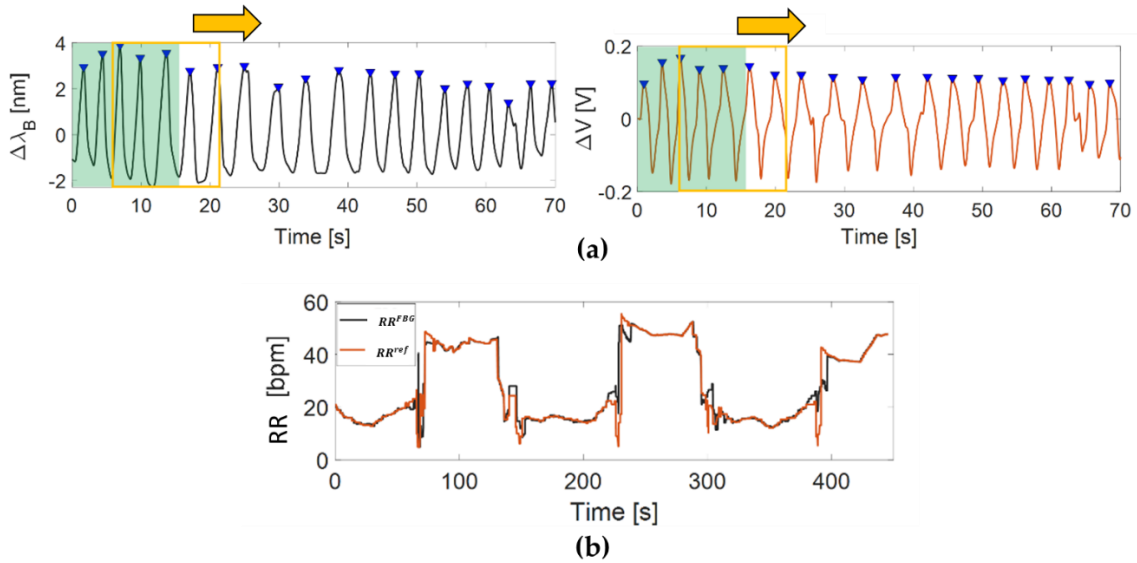 4
2
0
-2
Δλ_B [nm]
0 10 20 30 40 50 60 70
Time [s]
0.2
0
-0.2
ΔV [V]
0 10 20 30 40 50 60 70
Time [s]
(a)
60
40
20
0
RR [bpm]
RR^FBG
RR^ref
0 100 200 300 400
Time [s]
(b)